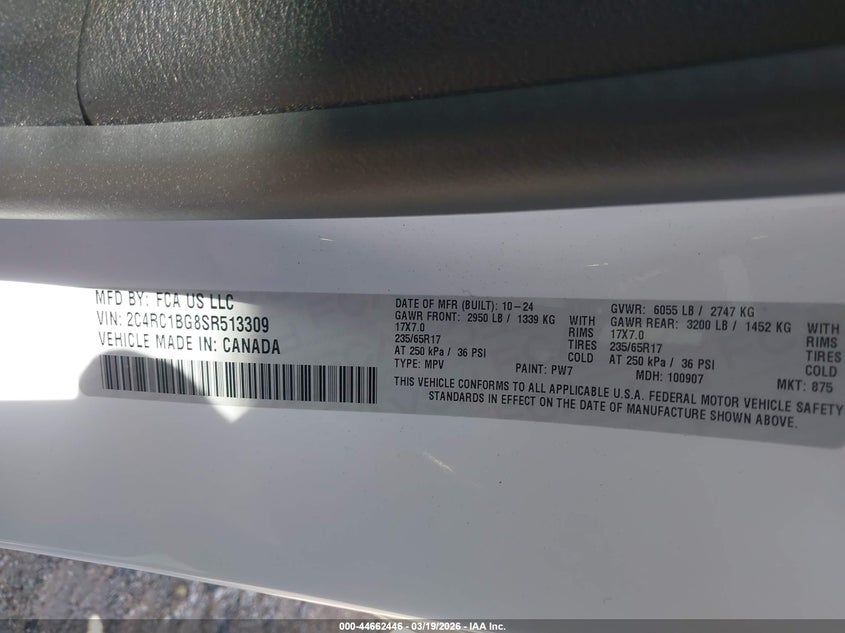 MFD BY: FCA US LLC
VIN: 2C4RC1BG8SR513309
VEHICLE MADE IN: CANADA
DATE OF MFR (BUILT): 10-24
GAWR FRONT: 2950 LB / 1339 KG WITH
17X7.0 RIMS
235/65R17 TIRES
AT 250 kPa / 36 PSI COLD
TYPE: MPV PAINT: PW7
GVWR: 6055 LB / 2747 KG
GAWR REAR: 3200 LB / 1452 KG WITH
17X7.0 RIMS
235/65R17 TIRES
AT 250 kPa / 36 PSI COLD
MDH: 100907 MKT: 875
THIS VEHICLE CONFORMS TO ALL APPLICABLE U.S.A. FEDERAL MOTOR VEHICLE SAFETY
STANDARDS IN EFFECT ON THE DATE OF MANUFACTURE SHOWN ABOVE.
000-44662446 - 03/19/2026 - IAA Inc.